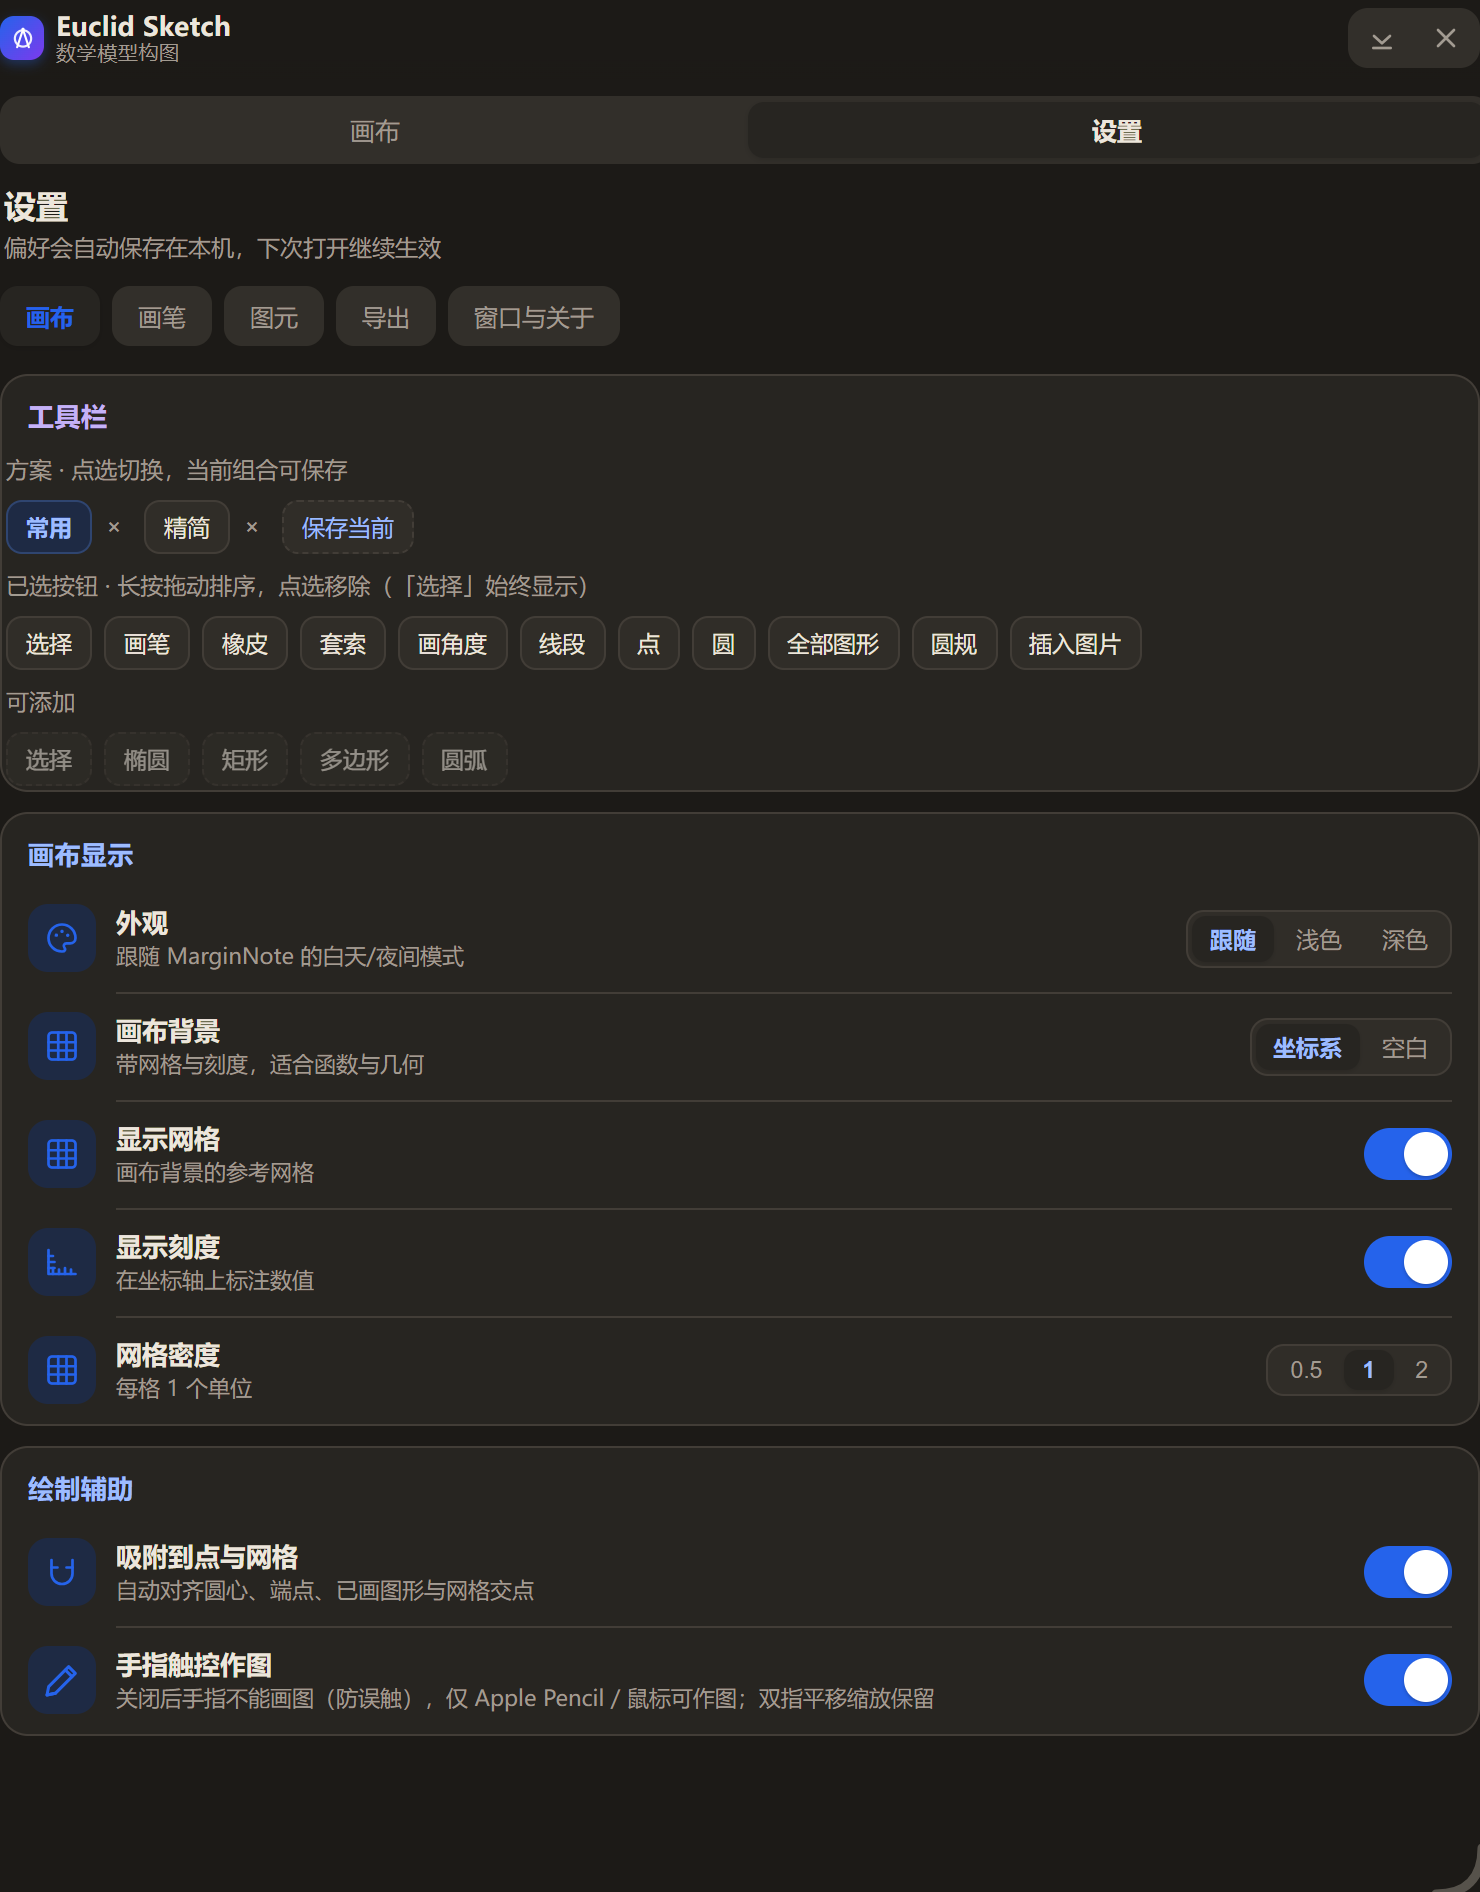 Euclid Sketch
数学模型构图
画布
设置
设置
偏好会自动保存在本机，下次打开继续生效
画布 画笔 图元 导出 窗口与关于
工具栏
方案 · 点选切换，当前组合可保存
常用 × 精简 × 保存当前
已选按钮 · 长按拖动排序，点选移除（「选择」始终显示）
选择 画笔 橡皮 套索 画角度 线段 点 圆 全部图形 圆规 插入图片
可添加
选择 椭圆 矩形 多边形 圆弧
画布显示
外观
跟随 MarginNote 的白天/夜间模式
跟随 浅色 深色
画布背景
带网格与刻度，适合函数与几何
坐标系 空白
显示网格
画布背景的参考网格
显示刻度
在坐标轴上标注数值
网格密度
每格 1 个单位
0.5 1 2
绘制辅助
吸附到点与网格
自动对齐圆心、端点、已画图形与网格交点
手指触控作图
关闭后手指不能画图（防误触），仅 Apple Pencil / 鼠标可作图；双指平移缩放保留